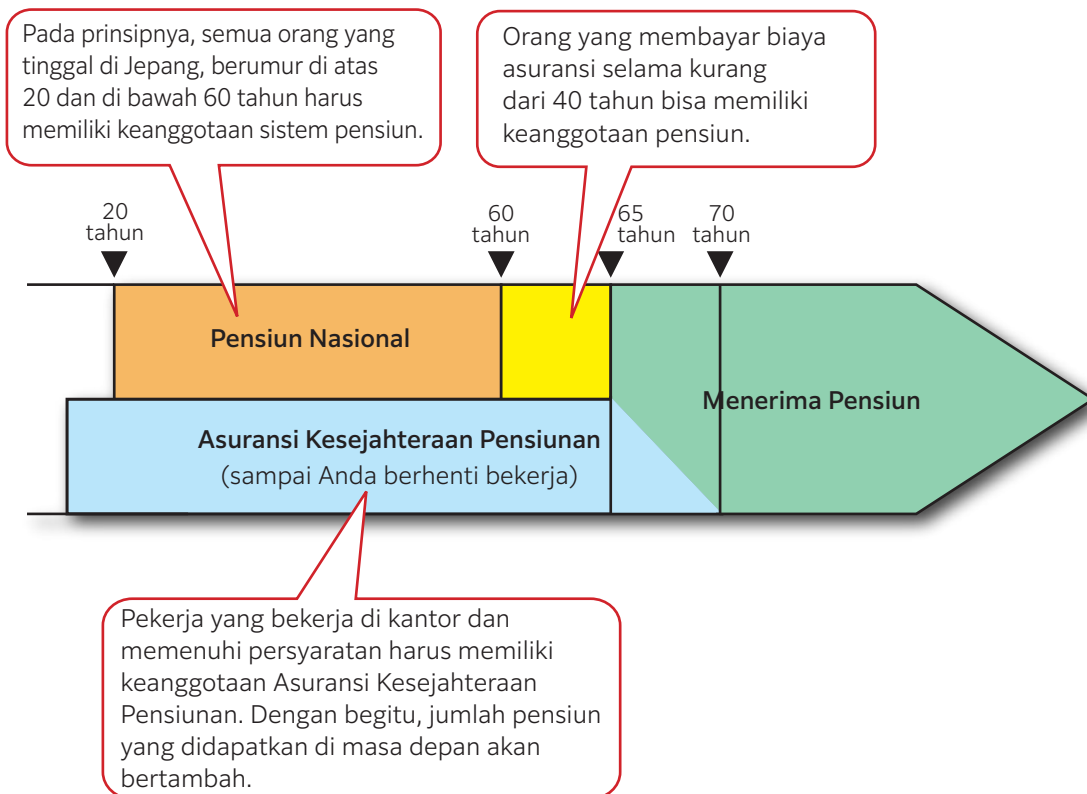 Pada prinsipnya, semua orang yang
tinggal di Jepang, berumur di atas
20 dan di bawah 60 tahun harus
memiliki keanggotaan sistem pensiun.
Orang yang membayar biaya
asuransi selama kurang
dari 40 tahun bisa memiliki
keanggotaan pensiun.
20
tahun
60
tahun
65
tahun
70
tahun
Pensiun Nasional
Menerima Pensiun
Asuransi Kesejahteraan Pensiunan
(sampai Anda berhenti bekerja)
Pekerja yang bekerja di kantor dan
memenuhi persyaratan harus memiliki
keanggotaan Asuransi Kesejahteraan
Pensiunan. Dengan begitu, jumlah pensiun
yang didapatkan di masa depan akan
bertambah.